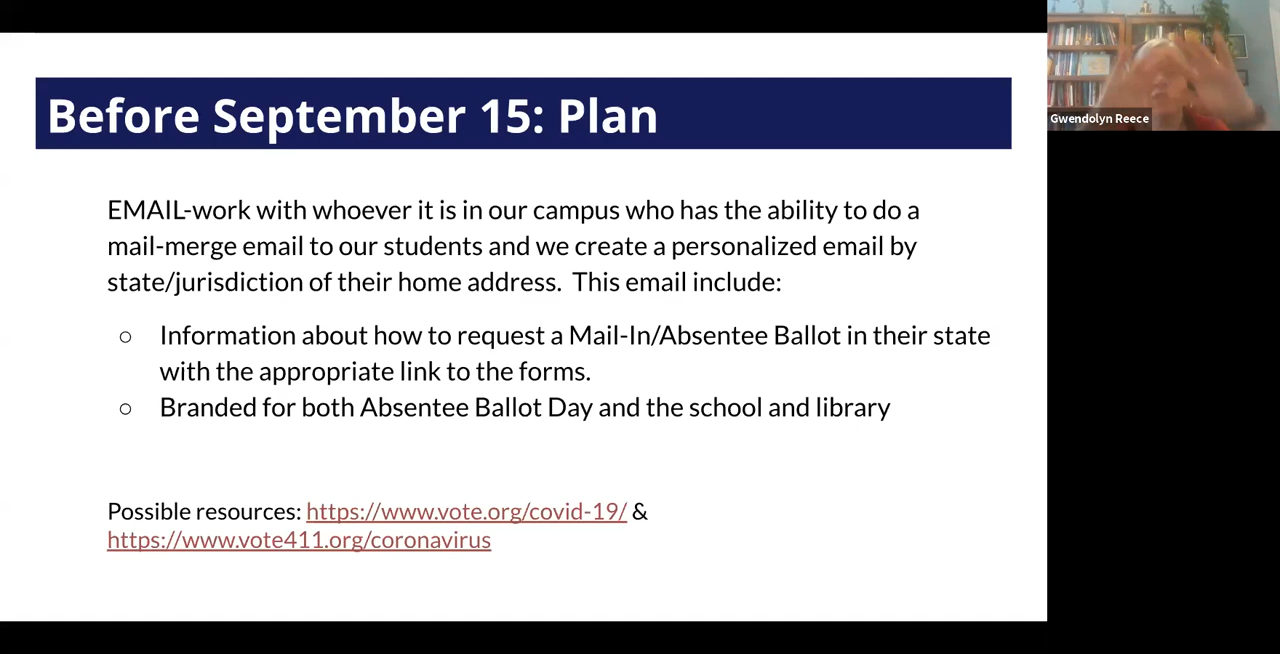 Before September 15: Plan
Gwendolyn Reece
EMAIL-work with whoever it is in our campus who has the ability to do a
mail-merge email to our students and we create a personalized email by
state/jurisdiction of their home address.  This email include:
○ Information about how to request a Mail-In/Absentee Ballot in their state
with the appropriate link to the forms.
○ Branded for both Absentee Ballot Day and the school and library
Possible resources: https://www.vote.org/covid-19/ &
https://www.vote411.org/coronavirus